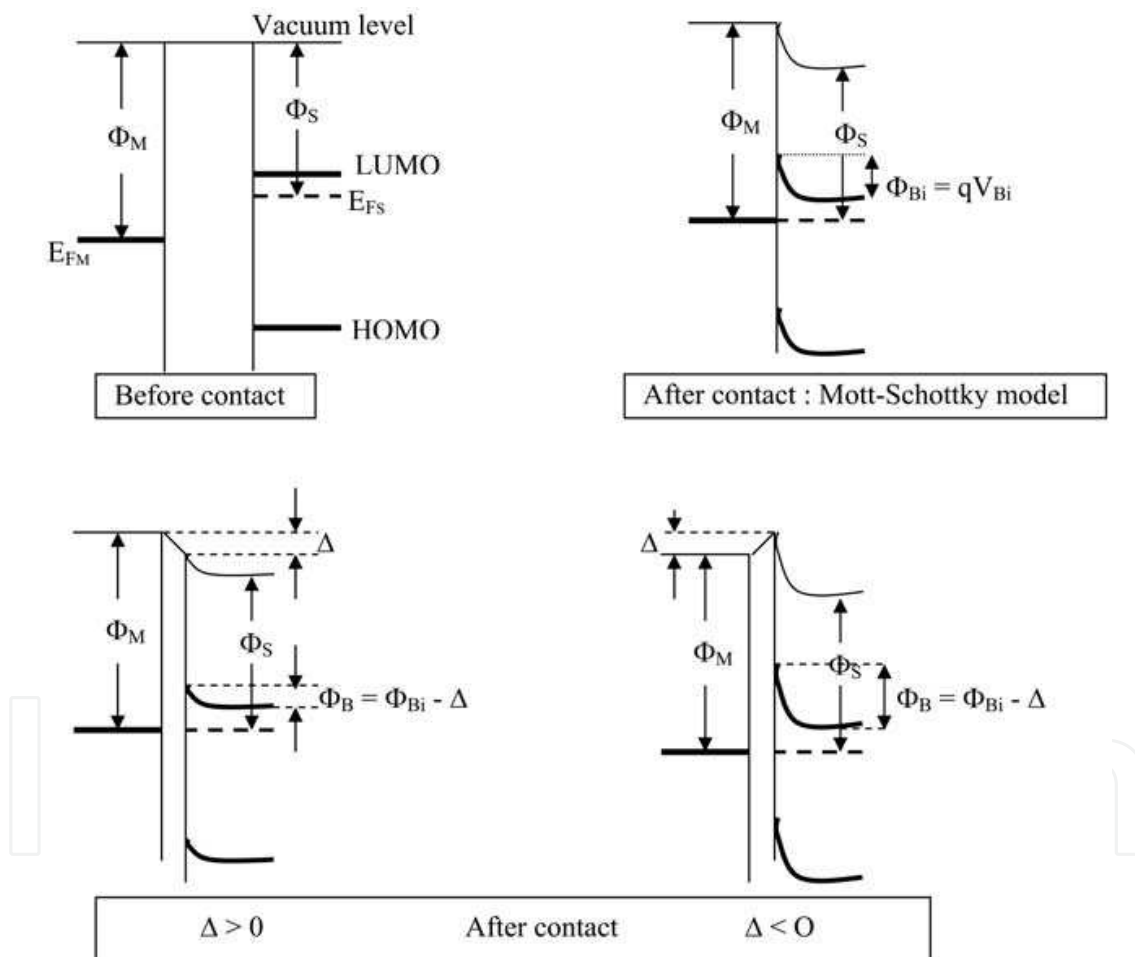 Vacuum level
Φ_M
Φ_S
LUMO
E_FS
E_FM
HOMO
Before contact
Φ_M
Φ_S
Φ_Bi = qV_Bi
After contact : Mott-Schottky model
Δ
Φ_M
Φ_S
Φ_B = Φ_Bi - Δ
Δ
Φ_M
Φ_S
Φ_B = Φ_Bi - Δ
Δ > 0 After contact Δ < O